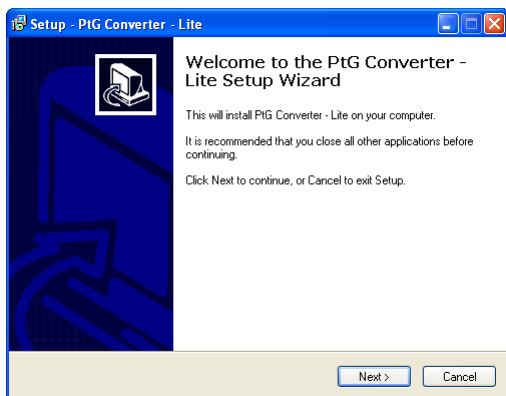 Setup - PtG Converter - Lite
Welcome to the PtG Converter -
Lite Setup Wizard
This will install PtG Converter - Lite on your computer.
It is recommended that you close all other applications before
continuing.
Click Next to continue, or Cancel to exit Setup.
Next >
Cancel